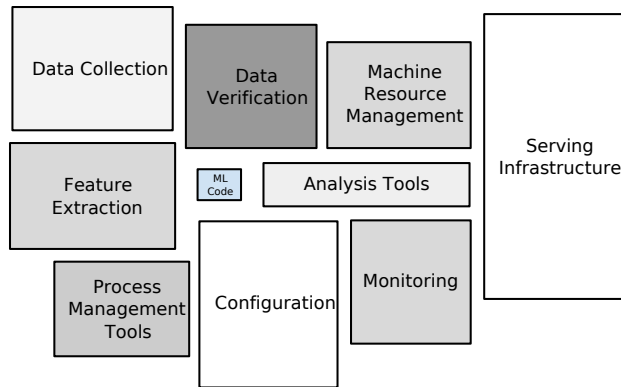 Data Collection
Data
Verification
Machine
Resource
Management
Serving
Infrastructure
Feature
Extraction
ML
Code
Analysis Tools
Process
Management
Tools
Configuration
Monitoring